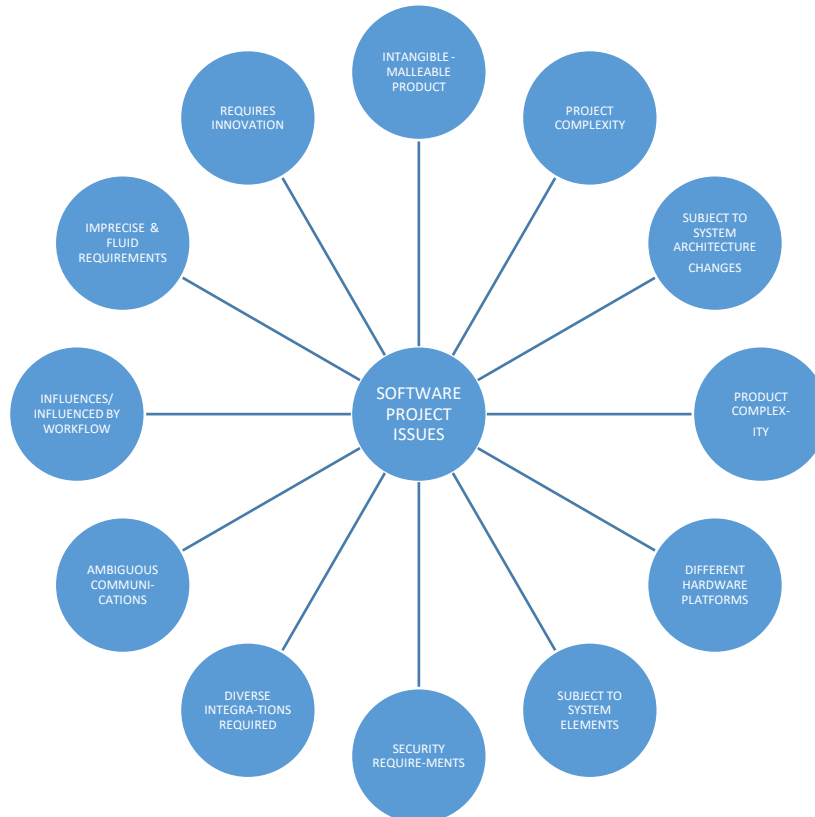 INTANGIBLE -
MALLEABLE
PRODUCT
PROJECT
COMPLEXITY
SUBJECT TO
SYSTEM
ARCHITECTURE
CHANGES
PRODUCT
COMPLEX-
ITY
DIFFERENT
HARDWARE
PLATFORMS
SUBJECT TO
SYSTEM
ELEMENTS
SECURITY
REQUIRE-MENTS
DIVERSE
INTEGRA-TIONS
REQUIRED
AMBIGUOUS
COMMUNI-
CATIONS
INFLUENCES/
INFLUENCED BY
WORKFLOW
IMPRECISE &
FLUID
REQUIREMENTS
REQUIRES
INNOVATION
SOFTWARE
PROJECT
ISSUES